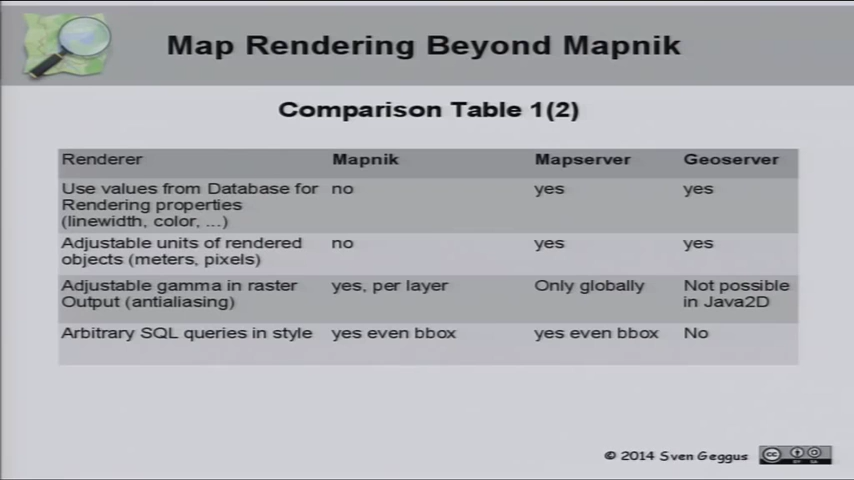 Map Rendering Beyond Mapnik
Comparison Table 1(2)
Renderer Mapnik Mapserver Geoserver
Use values from Database for no yes yes
Rendering properties
(linewidth, color, ...)
Adjustable units of rendered no yes yes
objects (meters, pixels)
Adjustable gamma in raster yes, per layer Only globally Not possible
Output (antialiasing) in Java2D
Arbitrary SQL queries in style yes even bbox yes even bbox No
© 2014 Sven Geggus